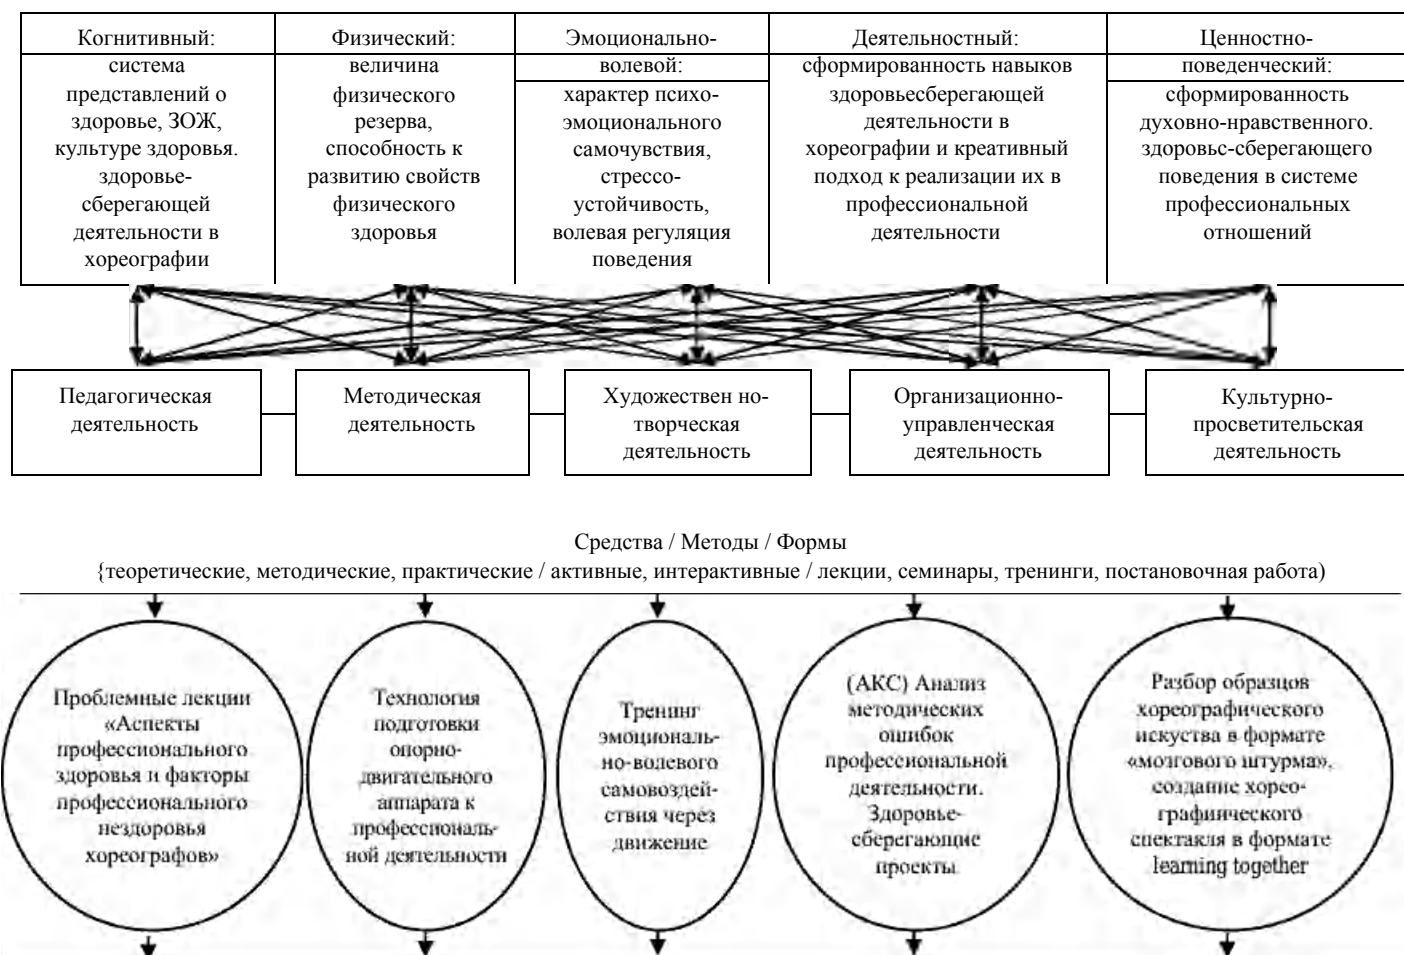 Когнитивный:
система
представлений о
здоровье, ЗОЖ,
культуре здоровья.
здоровье-
сберегающей
деятельности в
хореографии
Физический:
величина
физического
резерва,
способность к
развитию свойств
физического
здоровья
Эмоционально-
волевой:
характер психо-
эмоционального
самочувствия,
стрессо-
устойчивость,
волевая регуляция
поведения
Деятельностный:
сформированность навыков
здоровьесберегающей
деятельности в
хореографии и креативный
подход к реализации их в
профессиональной
деятельности
Ценностно-
поведенческий:
сформированность
духовно-нравственного.
здоровьс-сберегающего
поведения в системе
профессиональных
отношений
Педагогическая
деятельность
Методическая
деятельность
Художествен но-
творческая
деятельность
Организационно-
управленческая
деятельность
Культурно-
просветительская
деятельность
Средства / Методы / Формы
{теоретические, методические, практические / активные, интерактивные / лекции, семинары, тренинги, постановочная работа)
Проблемные лекции
«Аспекты
профессионального
здоровья и факторы
профессионального
нездоровья
хореографов»
Технология
подготовки
опорно-
двигательного
аппарата к
профессиональ-
ной деятельности
Тренинг
эмоциональ-
но-волевого
самовоздей-
ствия через
движение
(АКС) Анализ
методических
ошибок
профессиональной
деятельности.
Здоровье-
сберегающие
проекты
Разбор образцов
хореографического
искуства в формате
«мозгового штурма»,
создание хорео-
графичнего
спектакля в формате
learning together